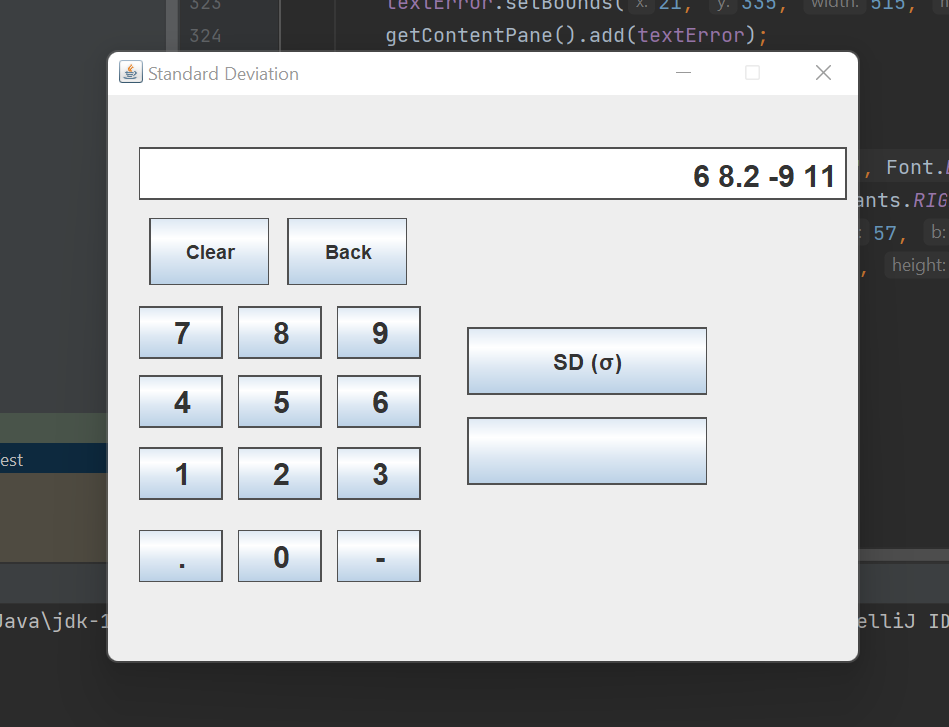 323 textError.setBounds( x: 21, y: 335, width: 515,
324 getContentPane().add(textError);
Standard Deviation
, Font.
6 8.2 -9 11
ants.RIG
57, b:
Clear Back
, height:
7 8 9
SD (σ)
4 5 6
est
1 2 3
. 0 -
Java\jdk-1 elliJ ID